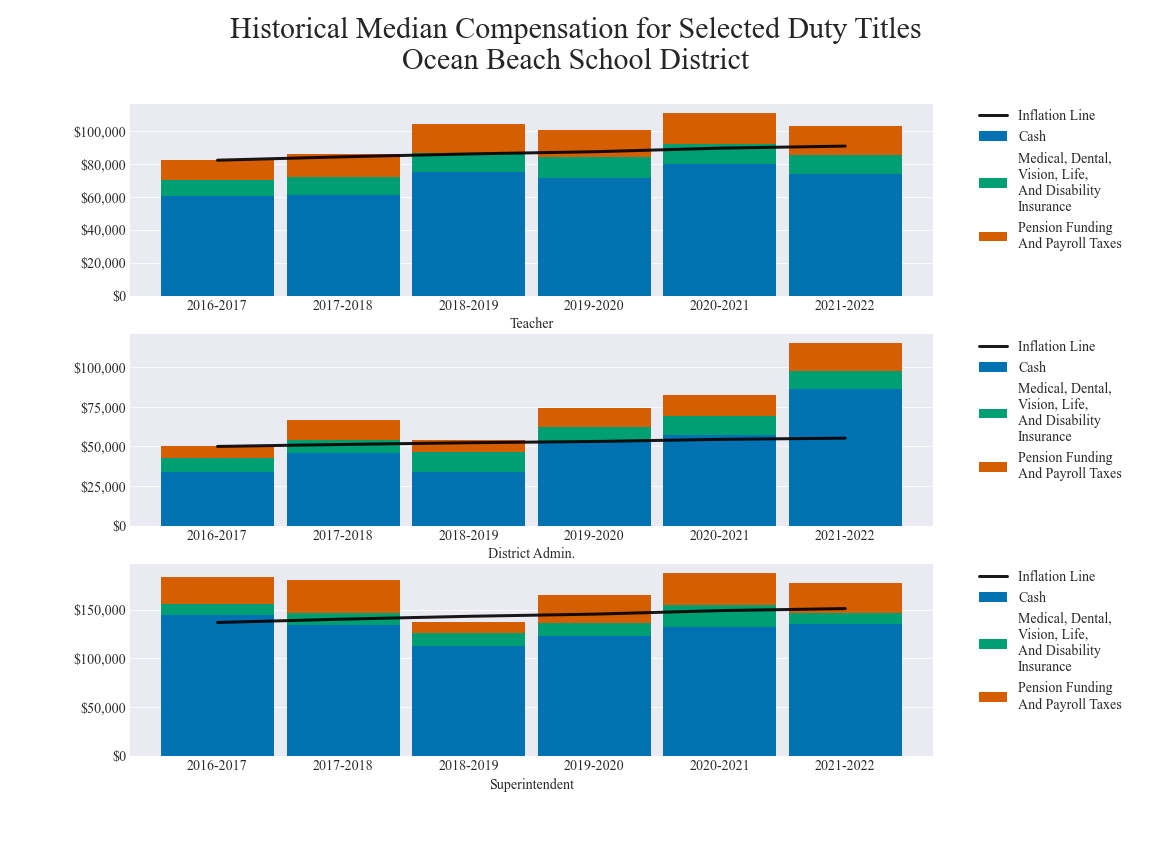 Historical Median Compensation for Selected Duty Titles
Ocean Beach School District
$100,000
$80,000
$60,000
$40,000
$20,000
$0
2016-2017 2017-2018 2018-2019 2019-2020 2020-2021 2021-2022
Teacher
Inflation Line
Cash
Medical, Dental,
Vision, Life,
And Disability
Insurance
Pension Funding
And Payroll Taxes
$100,000
$75,000
$50,000
$25,000
$0
2016-2017 2017-2018 2018-2019 2019-2020 2020-2021 2021-2022
District Admin.
Inflation Line
Cash
Medical, Dental,
Vision, Life,
And Disability
Insurance
Pension Funding
And Payroll Taxes
$150,000
$100,000
$50,000
$0
2016-2017 2017-2018 2018-2019 2019-2020 2020-2021 2021-2022
Superintendent
Inflation Line
Cash
Medical, Dental,
Vision, Life,
And Disability
Insurance
Pension Funding
And Payroll Taxes